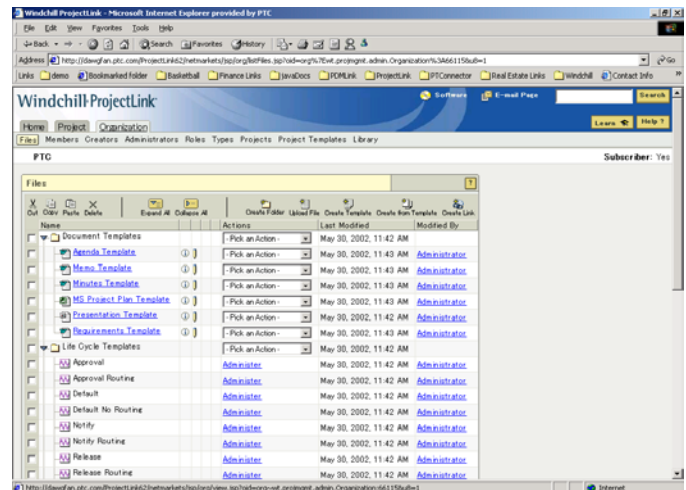 Windchill ProjectLink - Microsoft Internet Explorer provided by PTC
File Edit View Favorites Tools Help
Back Search Favorites History
Address http://dawgfan.ptc.com/ProjectLink62/netmarkets/jsp/org/listFiles.jsp?oid=org%7Ewt.projmgmt.admin.Organization%3A66115&u8=1 Go
Links demo Bookmarked folder Basketball Finance Links javaDocs PDMLink ProjectLink PTConnector Real Estate Links Windchill Contact Info
Windchill ProjectLink Software E-mail Page Search
Learn Help ?
Home Project Organization
Files Members Creators Administrators Roles Types Projects Project Templates Library
PTC Subscriber: Yes
Files ?
Cut Copy Paste Delete Expand All Collapse All Create Folder Upload File Create Template Create from Template Create Link
Name Actions Last Modified Modified By
Document Templates - Pick an Action - May 30, 2002, 11:42 AM
Agenda Template - Pick an Action - May 30, 2002, 11:43 AM Administrator
Memo Template - Pick an Action - May 30, 2002, 11:43 AM Administrator
Minutes Template - Pick an Action - May 30, 2002, 11:43 AM Administrator
MS Project Plan Template - Pick an Action - May 30, 2002, 11:43 AM Administrator
Presentation Template - Pick an Action - May 30, 2002, 11:42 AM Administrator
Requirements Template - Pick an Action - May 30, 2002, 11:43 AM Administrator
Life Cycle Templates - Pick an Action - May 30, 2002, 11:42 AM
Approval Administer May 30, 2002, 11:42 AM Administrator
Approval Routing Administer May 30, 2002, 11:42 AM Administrator
Default Administer May 30, 2002, 11:42 AM Administrator
Default No Routing Administer May 30, 2002, 11:42 AM Administrator
Notify Administer May 30, 2002, 11:42 AM Administrator
Notify Routing Administer May 30, 2002, 11:42 AM Administrator
Release Administer May 30, 2002, 11:42 AM Administrator
Release Routing Administer May 30, 2002, 11:42 AM Administrator
Internet